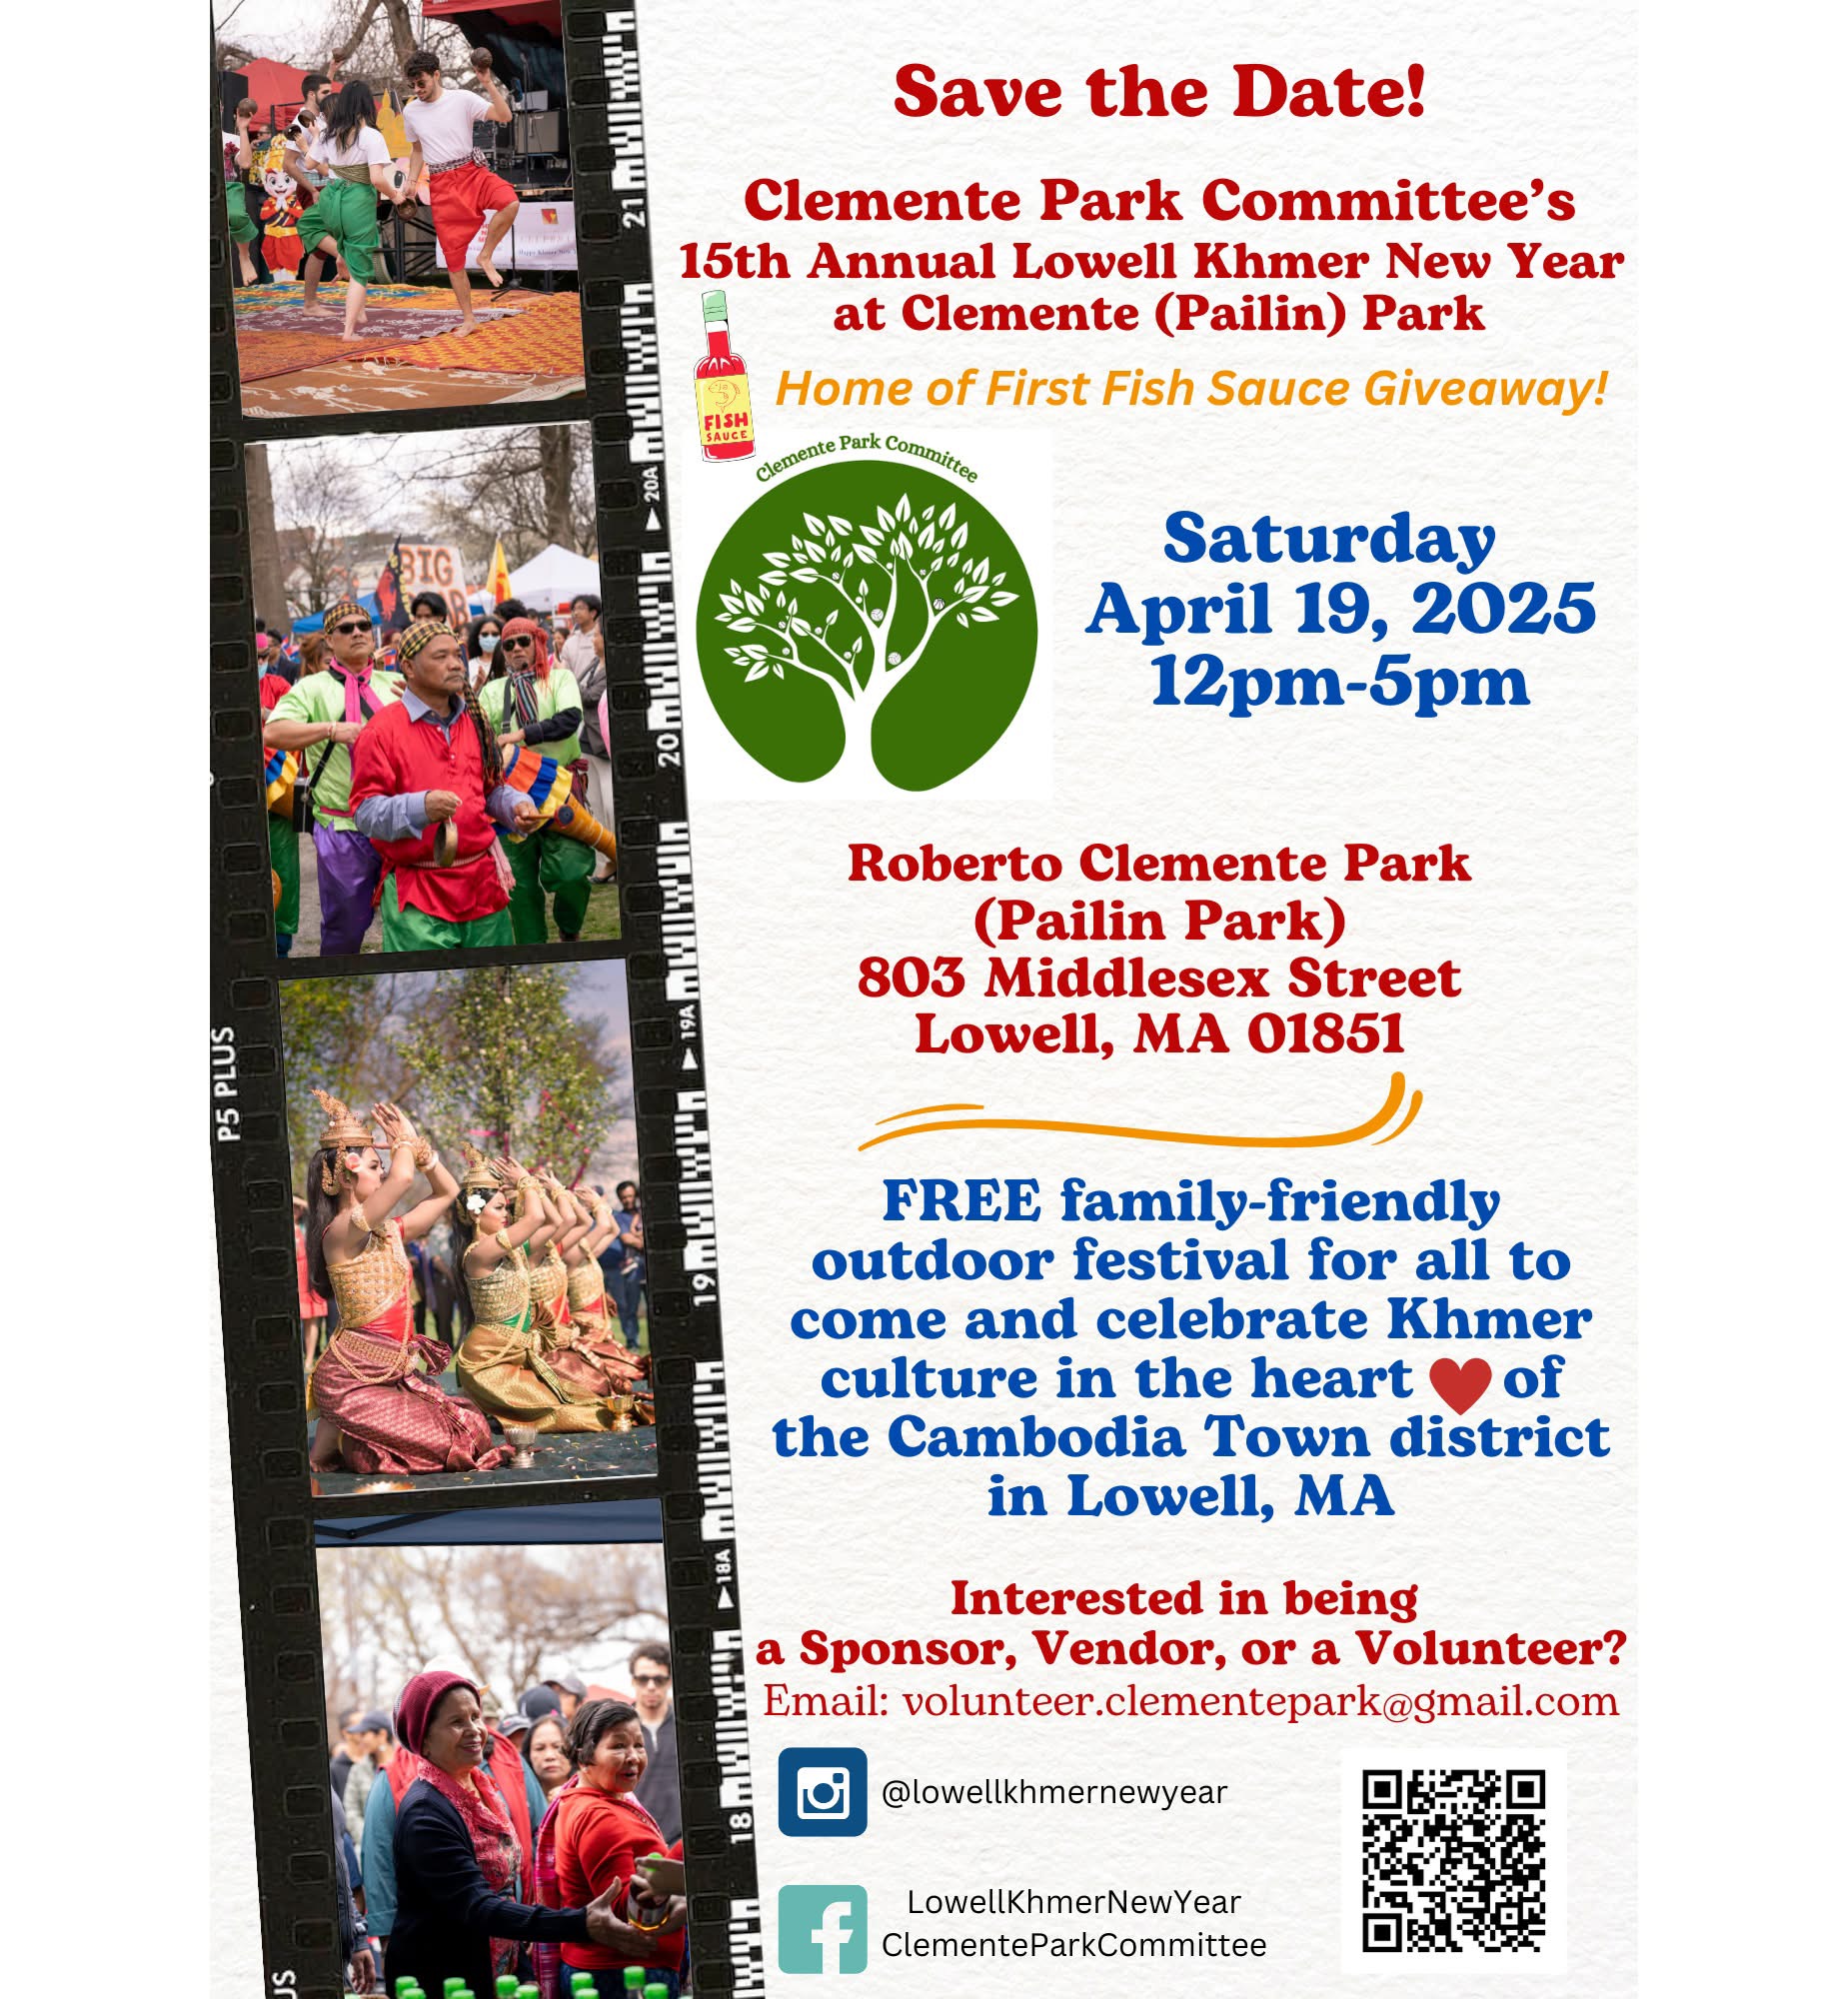 Save the Date!
Clemente Park Committee’s
15th Annual Lowell Khmer New Year
at Clemente (Pailin) Park
Home of First Fish Sauce Giveaway!
FISH
SAUCE
Clemente Park Committee
Saturday
April 19, 2025
12pm-5pm
Roberto Clemente Park
(Pailin Park)
803 Middlesex Street
Lowell, MA 01851
FREE family-friendly
outdoor festival for all to
come and celebrate Khmer
culture in the heart of
the Cambodia Town district
in Lowell, MA
Interested in being
a Sponsor, Vendor, or a Volunteer?
Email: volunteer.clementepark@gmail.com
@lowellkhmernewyear
LowellKhmerNewYear
ClementeParkCommittee
21
20A
20
19A
19
18A
18
P5 PLUS
BIG